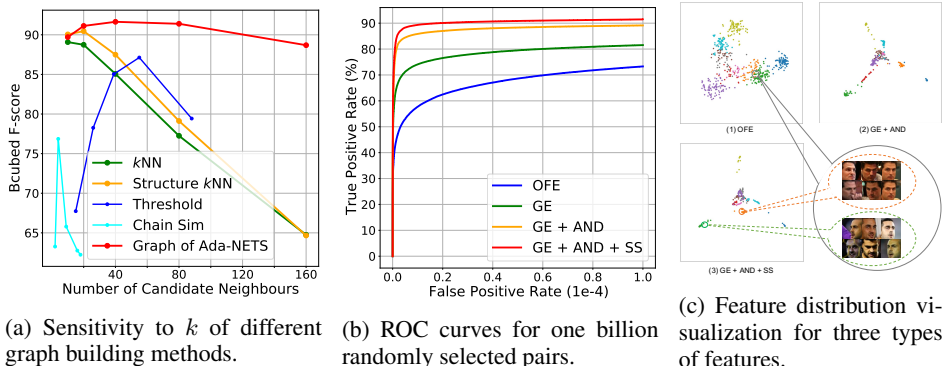 Bcubed F-score
90
85
80
75
70
65
kNN
Structure kNN
Threshold
Chain Sim
Graph of Ada-NETS
0 20 40 60 80 100 120 140 160
Number of Candidate Neighbours
(a) Sensitivity to k of different
graph building methods.
True Positive Rate (%)
90
80
70
60
50
40
30
20
10
0
OFE
GE
GE + AND
GE + AND + SS
0.0 0.2 0.4 0.6 0.8 1.0
False Positive Rate (1e-4)
(b) ROC curves for one billion
randomly selected pairs.
(1) OFE
(2) GE + AND
(3) GE + AND + SS
(c) Feature distribution vi-
sualization for three types
of features.